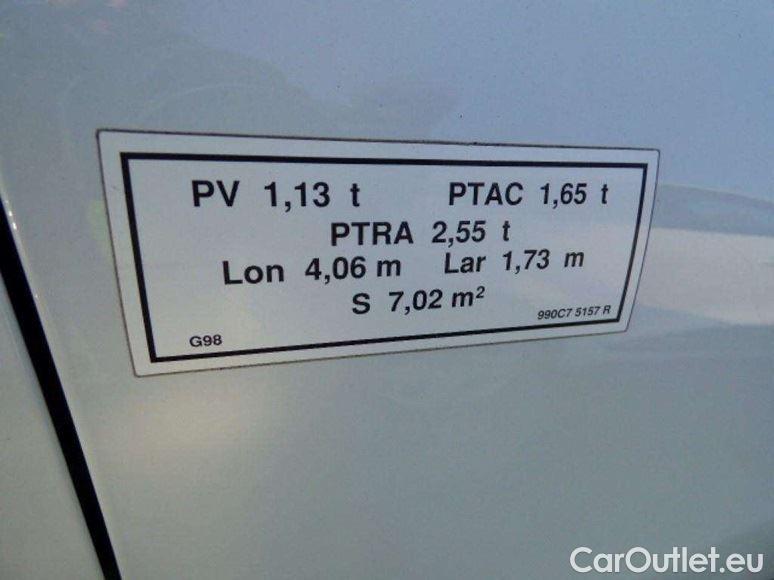 PV 1,13 t PTAC 1,65 t
PTRA 2,55 t
Lon 4,06 m Lar 1,73 m
S 7,02 m²
G98 990C7 5157 R
CarOutlet.eu